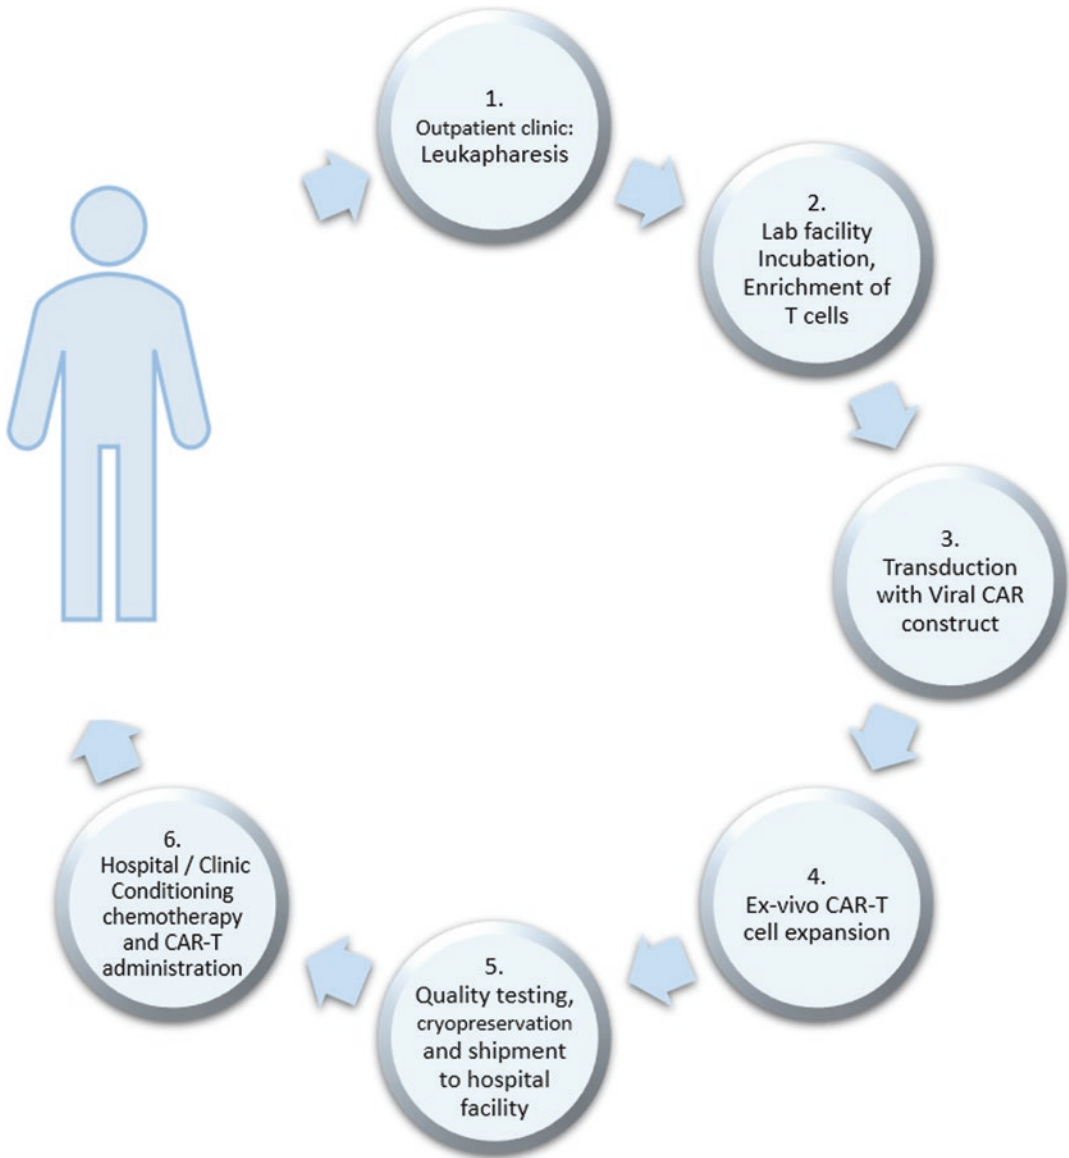 1.
Outpatient clinic:
Leukapharesis
2.
Lab facility
Incubation,
Enrichment of
T cells
3.
Transduction
with Viral CAR
construct
4.
Ex-vivo CAR-T
cell expansion
5.
Quality testing,
cryopreservation
and shipment
to hospital
facility
6.
Hospital / Clinic
Conditioning
chemotherapy
and CAR-T
administration